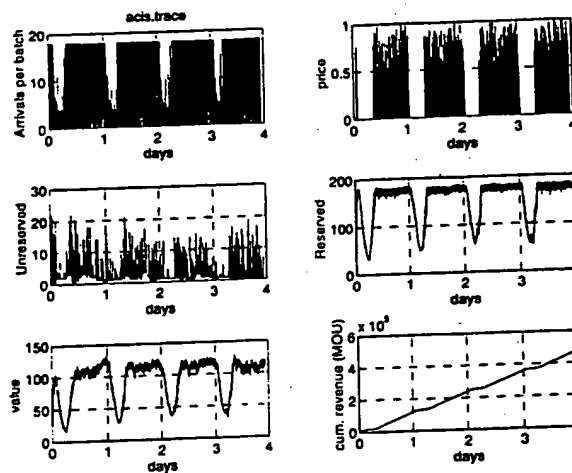 acis.trace
Arrivals per batch
20
10
0
0 1 2 3 4
days
price
1
0.5
0
0 1 2 3 4
days
Unreserved
30
20
10
0
0 1 2 3 4
days
Reserved
200
100
0
0 1 2 3 4
days
value
150
100
50
0
0 1 2 3 4
days
cum. revenue (MOU)
6 x 10^5
4
2
0
0 1 2 3
days